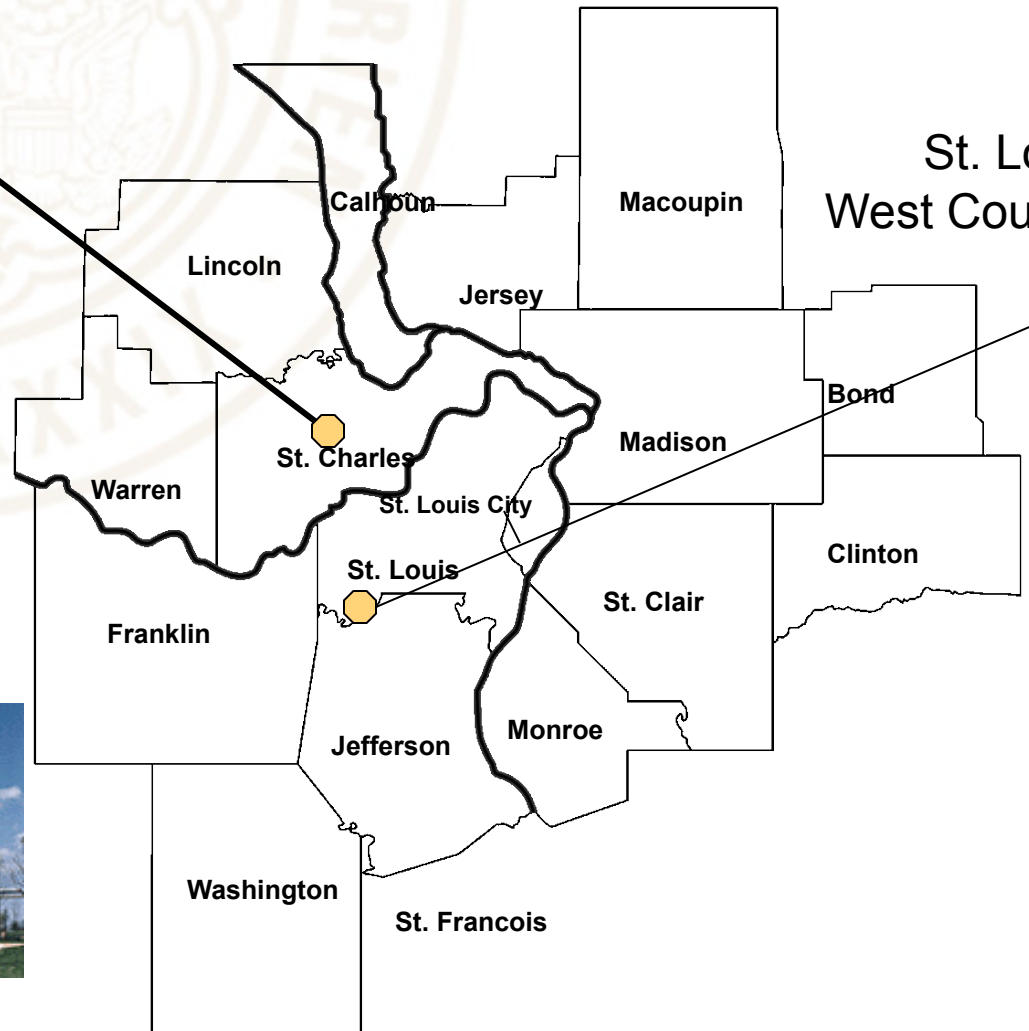 St. Lo
West Cou
Calhoun
Macoupin
Lincoln
Jersey
Bond
Madison
St. Charles
Warren
St. Louis City
Clinton
St. Louis
St. Clair
Franklin
Monroe
Jefferson
Washington
St. Francois